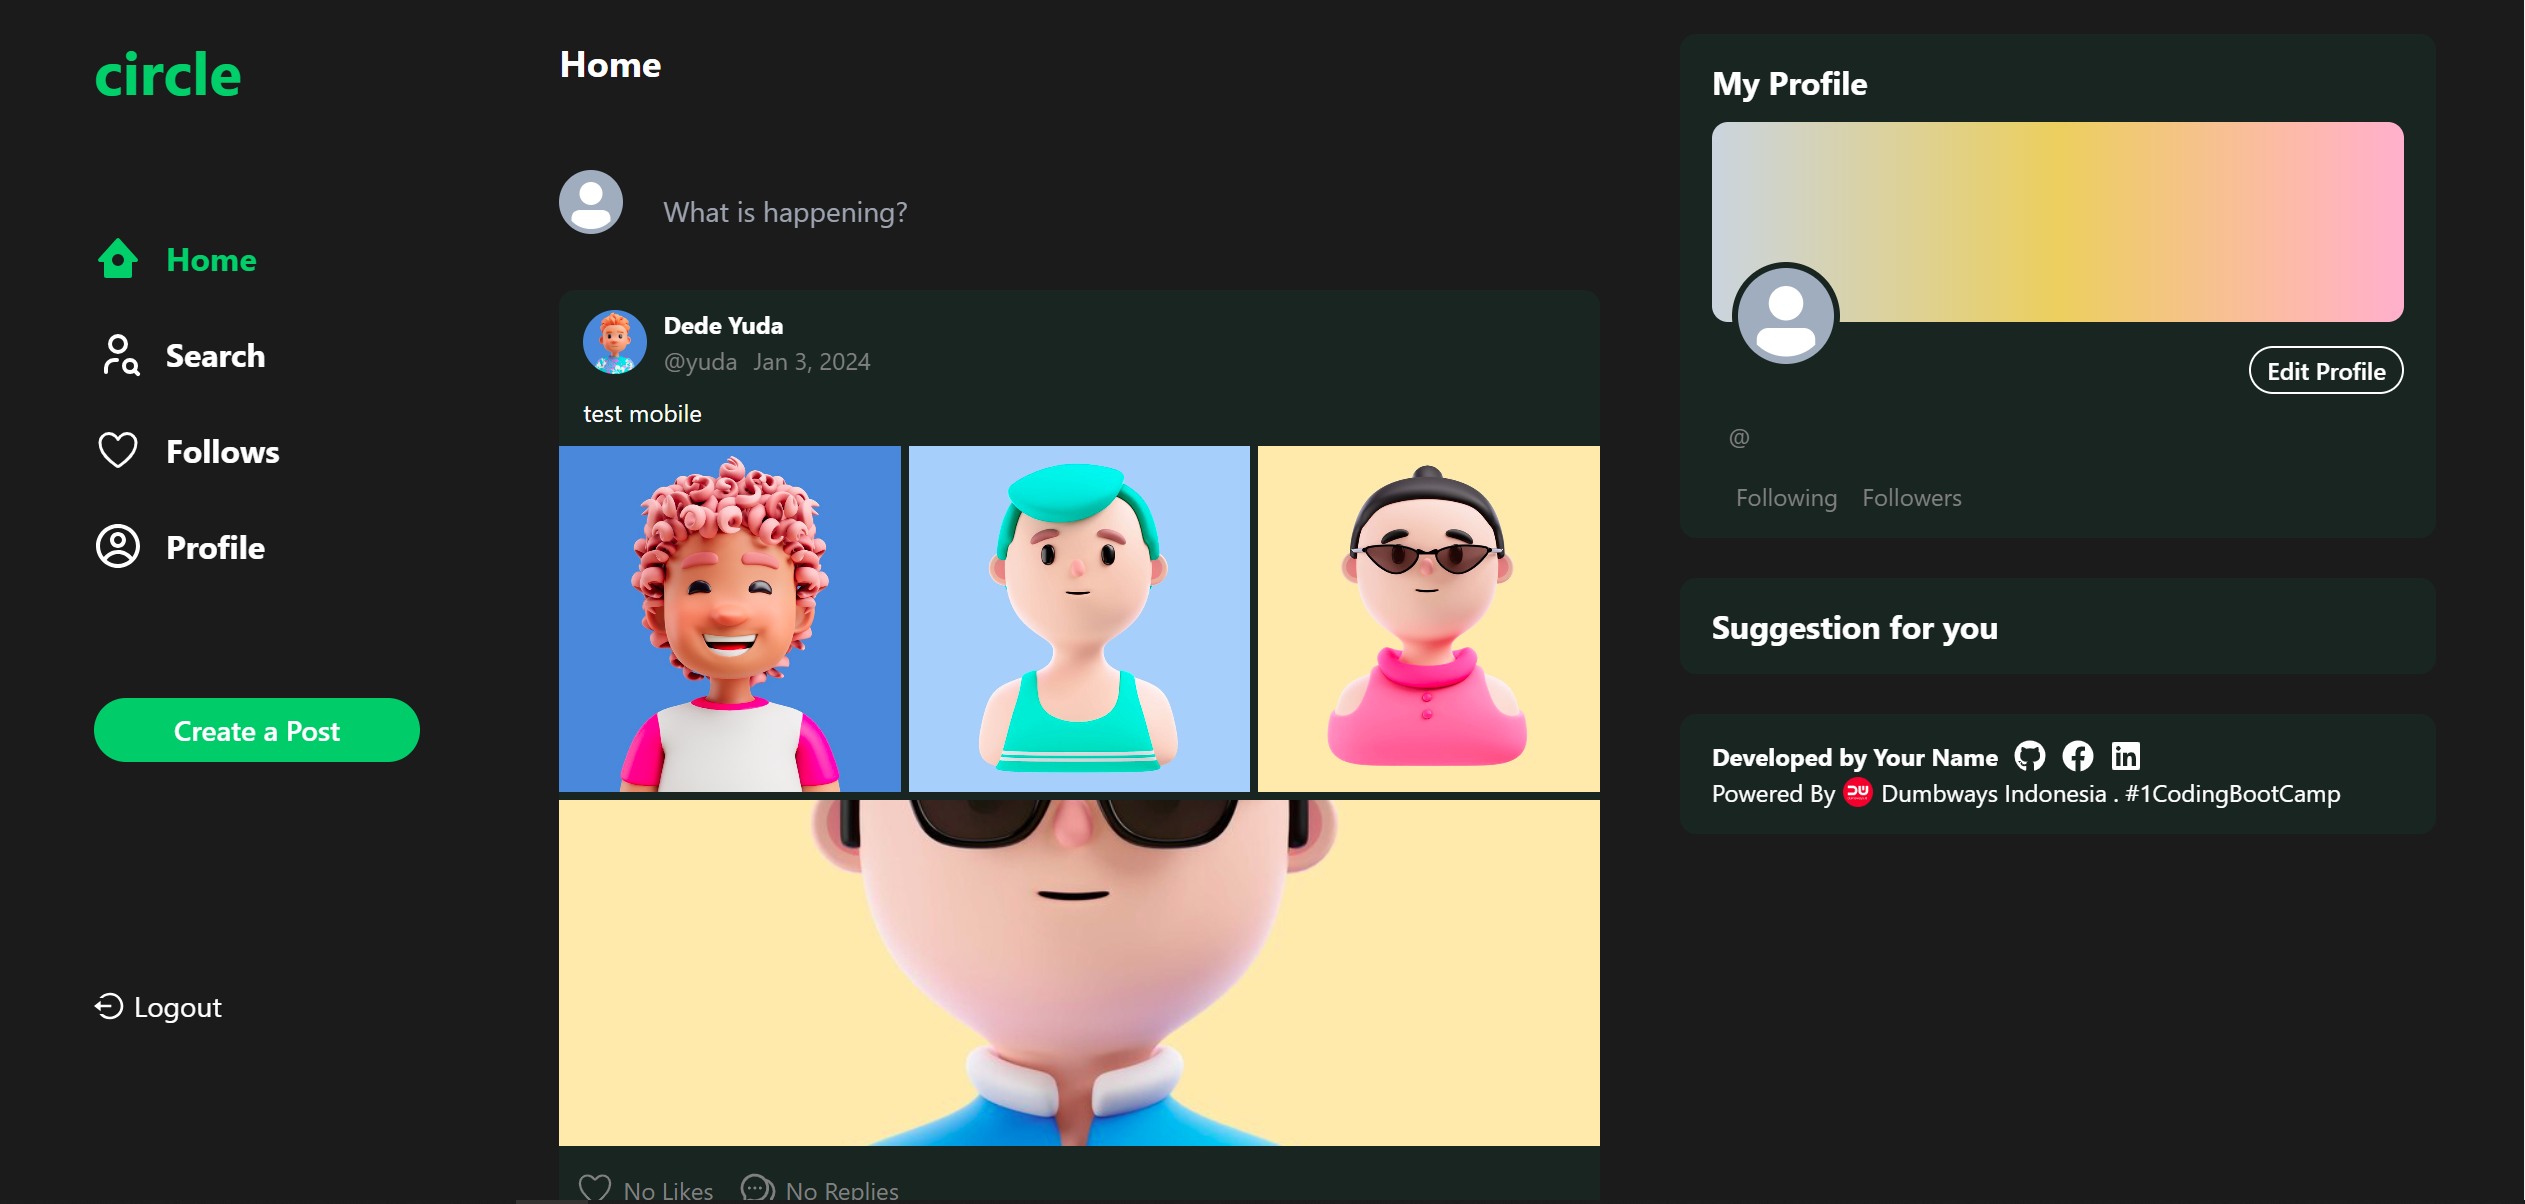 circle
Home
Search
Follows
Profile
Create a Post
Logout
Home
What is happening?
Dede Yuda
@yuda Jan 3, 2024
test mobile
No Likes No Replies
My Profile
Edit Profile
@
Following Followers
Suggestion for you
Developed by Your Name
Powered By DW Dumbways Indonesia . #1CodingBootCamp